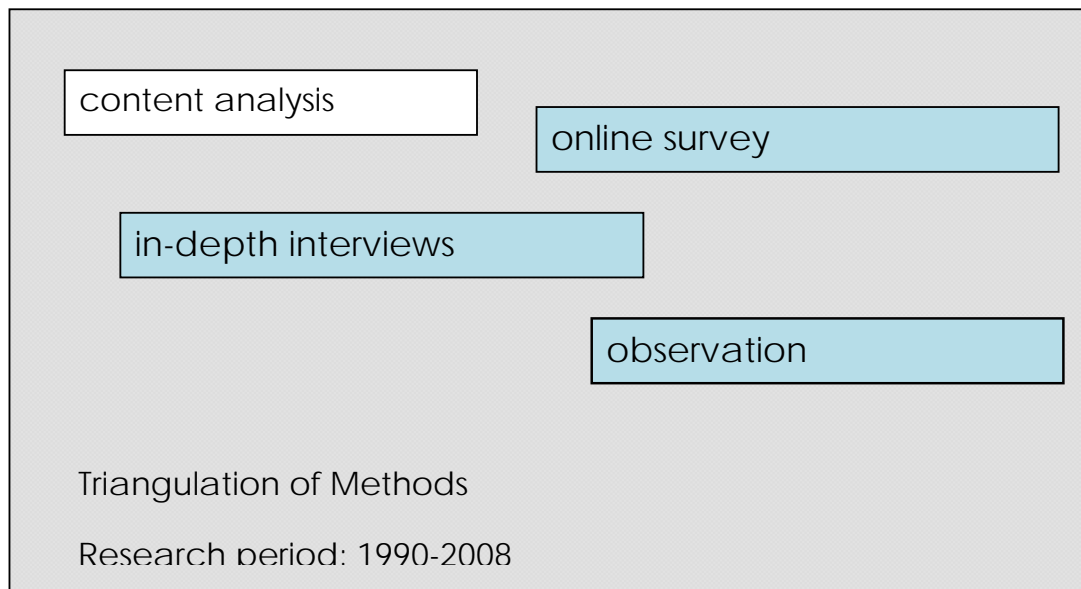 content analysis
online survey
in-depth interviews
observation
Triangulation of Methods
Research period: 1990-2008